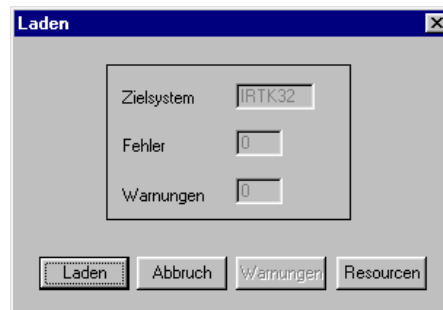 Laden
Zielsystem IRTK32
Fehler 0
Warnungen 0
Laden Abbruch Warnungen Resourcen